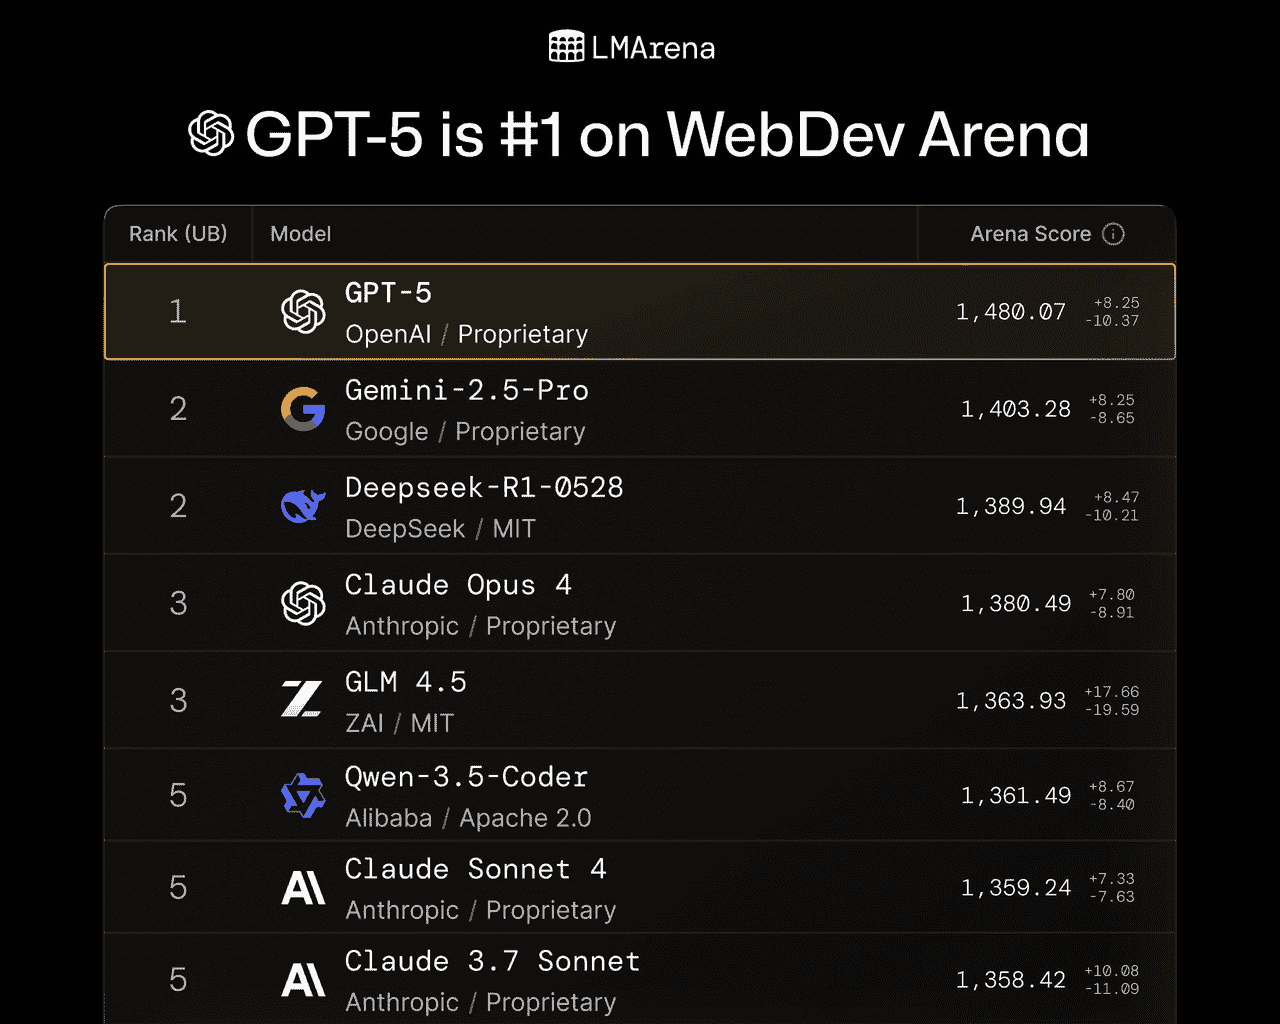 LMArena
GPT-5 is #1 on WebDev Arena
Rank (UB) Model Arena Score
1 GPT-5 1,480.07 +8.25 -10.37
OpenAI / Proprietary
2 Gemini-2.5-Pro 1,403.28 +8.25 -8.65
Google / Proprietary
2 Deepseek-R1-0528 1,389.94 +8.47 -10.21
DeepSeek / MIT
3 Claude Opus 4 1,380.49 +7.80 -8.91
Anthropic / Proprietary
3 GLM 4.5 1,363.93 +17.66 -19.59
ZAI / MIT
5 Qwen-3.5-Coder 1,361.49 +8.67 -8.40
Alibaba / Apache 2.0
5 Claude Sonnet 4 1,359.24 +7.33 -7.63
Anthropic / Proprietary
5 Claude 3.7 Sonnet 1,358.42 +10.08 -11.09
Anthropic / Proprietary